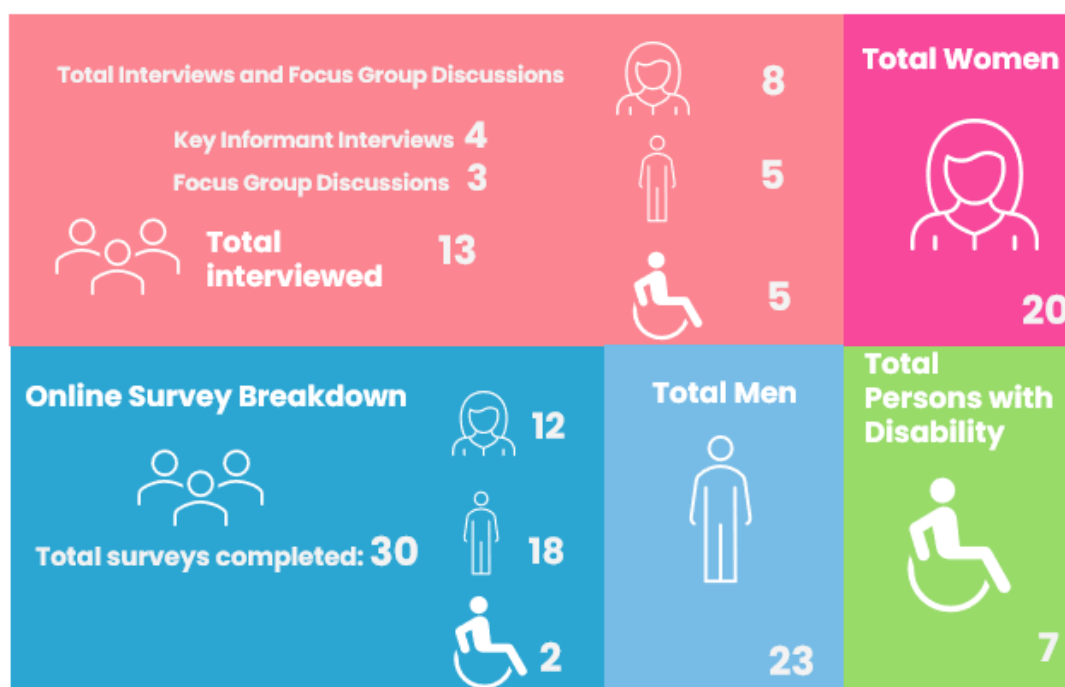 Total Interviews and Focus Group Discussions
8
Key Informant Interviews 4
Focus Group Discussions 3
5
Total
interviewed
13
5
Total Women
20
Online Survey Breakdown
12
Total surveys completed: 30
18
2
Total Men
23
Total
Persons with
Disability
7